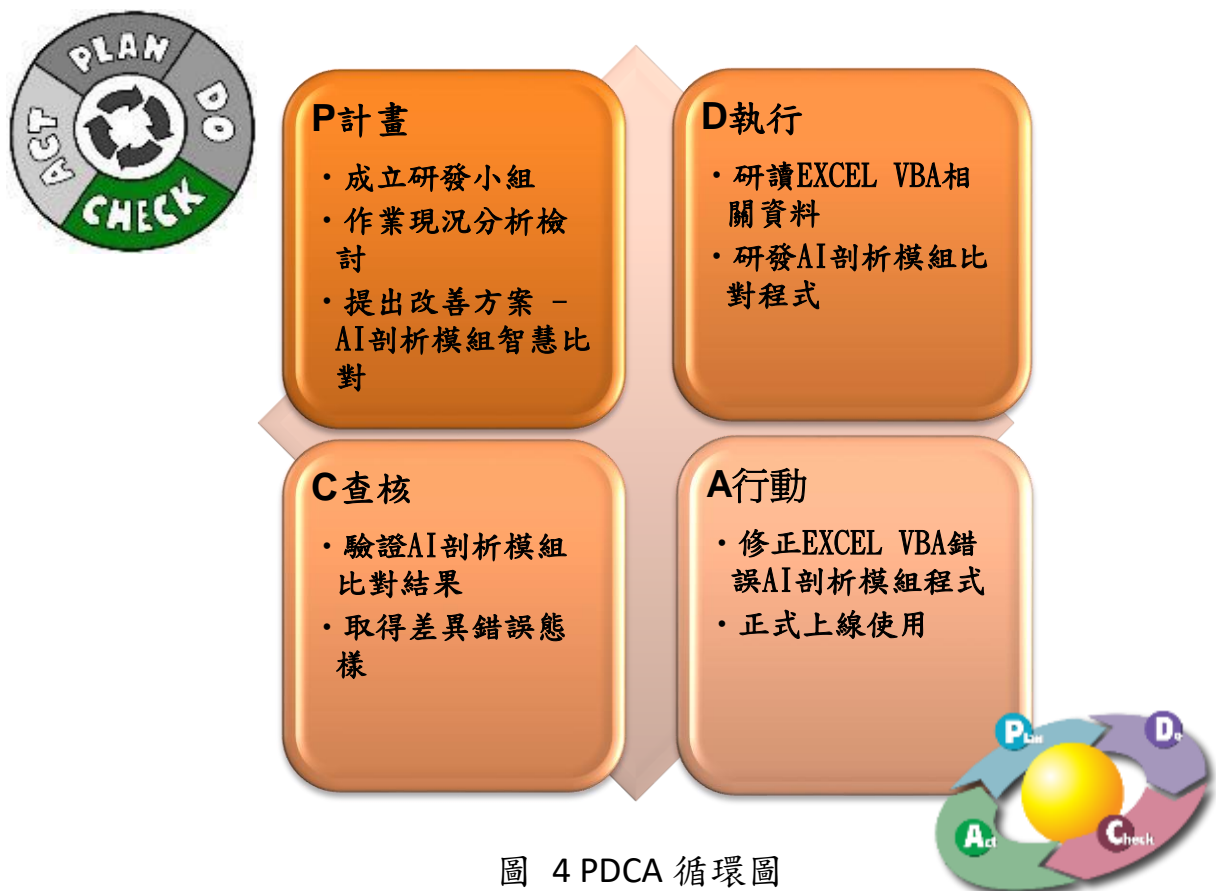 PLAN
DO
ACT
CHECK
P計畫
・成立研發小組
・作業現況分析檢
討
・提出改善方案 –
AI剖析模組智慧比
對
D執行
・研讀EXCEL VBA相
關資料
・研發AI剖析模組比
對程式
C查核
・驗證AI剖析模組
比對結果
・取得差異錯誤態
樣
A行動
・修正EXCEL VBA錯
誤AI剖析模組程式
・正式上線使用
Plan
Do
Act
Check
圖 4 PDCA 循環圖